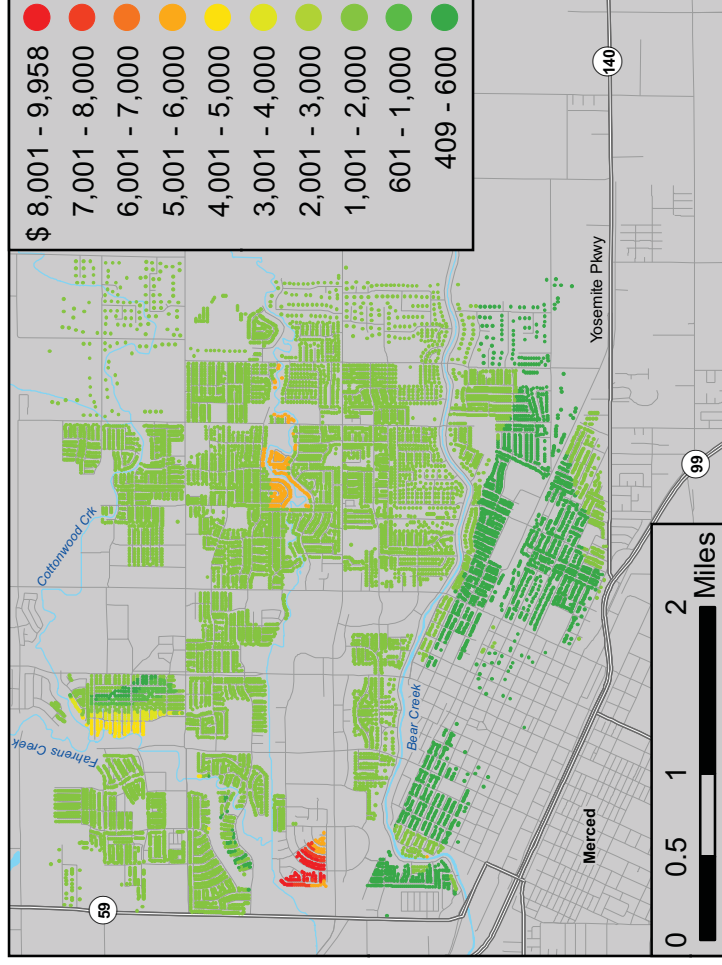 $ 8,001 - 9,958
7,001 - 8,000
6,001 - 7,000
5,001 - 6,000
4,001 - 5,000
3,001 - 4,000
2,001 - 3,000
1,001 - 2,000
601 - 1,000
409 - 600
140
Cottonwood Crk
Yosemite Pkwy
99
Fahrens Creek
Bear Creek
59
Merced
0 0.5 1 2
Miles